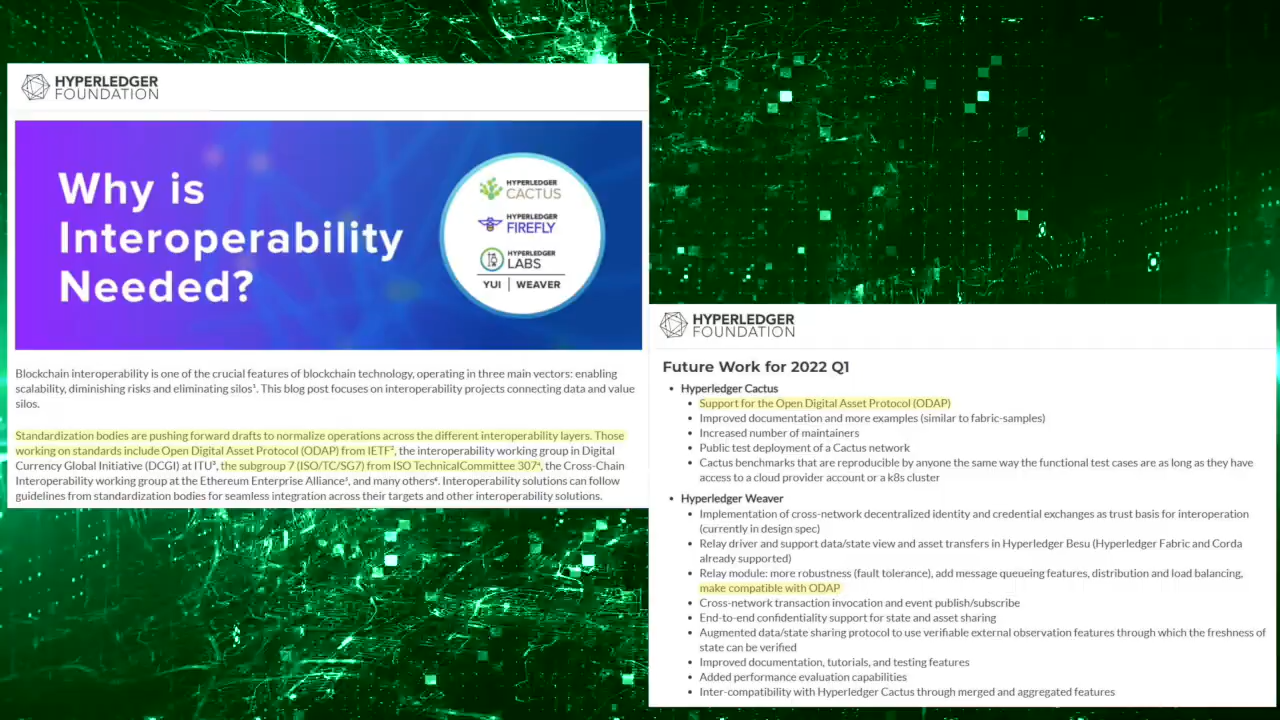 HYPERLEDGER
FOUNDATION
Why is
Interoperability
Needed?
HYPERLEDGER
CACTUS
HYPERLEDGER
FIREFLY
HYPERLEDGER
LABS
YUI | WEAVER
Blockchain interoperability is one of the crucial features of blockchain technology, operating in three main vectors: enabling
scalability, diminishing risks and eliminating silos¹. This blog post focuses on interoperability projects connecting data and value
silos.
Standardization bodies are pushing forward drafts to normalize operations across the different interoperability layers. Those
working on standards include Open Digital Asset Protocol (ODAP) from IETF², the interoperability working group in Digital
Currency Global Initiative (DCGI) at ITU³, the subgroup 7 (ISO/TC/SG7) from ISO TechnicalCommittee 307⁴, the Cross-Chain
Interoperability working group at the Ethereum Enterprise Alliance⁵, and many others⁶. Interoperability solutions can follow
guidelines from standardization bodies for seamless integration across their targets and other interoperability solutions.
HYPERLEDGER
FOUNDATION
Future Work for 2022 Q1
• Hyperledger Cactus
• Support for the Open Digital Asset Protocol (ODAP)
• Improved documentation and more examples (similar to fabric-samples)
• Increased number of maintainers
• Public test deployment of a Cactus network
• Cactus benchmarks that are reproducible by anyone the same way the functional test cases are as long as they have
access to a cloud provider account or a k8s cluster
• Hyperledger Weaver
• Implementation of cross-network decentralized identity and credential exchanges as trust basis for interoperation
(currently in design spec)
• Relay driver and support data/state view and asset transfers in Hyperledger Besu (Hyperledger Fabric and Corda
already supported)
• Relay module: more robustness (fault tolerance), add message queueing features, distribution and load balancing,
make compatible with ODAP
• Cross-network transaction invocation and event publish/subscribe
• End-to-end confidentiality support for state and asset sharing
• Augmented data/state sharing protocol to use verifiable external observation features through which the freshness of
state can be verified
• Improved documentation, tutorials, and testing features
• Added performance evaluation capabilities
• Inter-compatibility with Hyperledger Cactus through merged and aggregated features